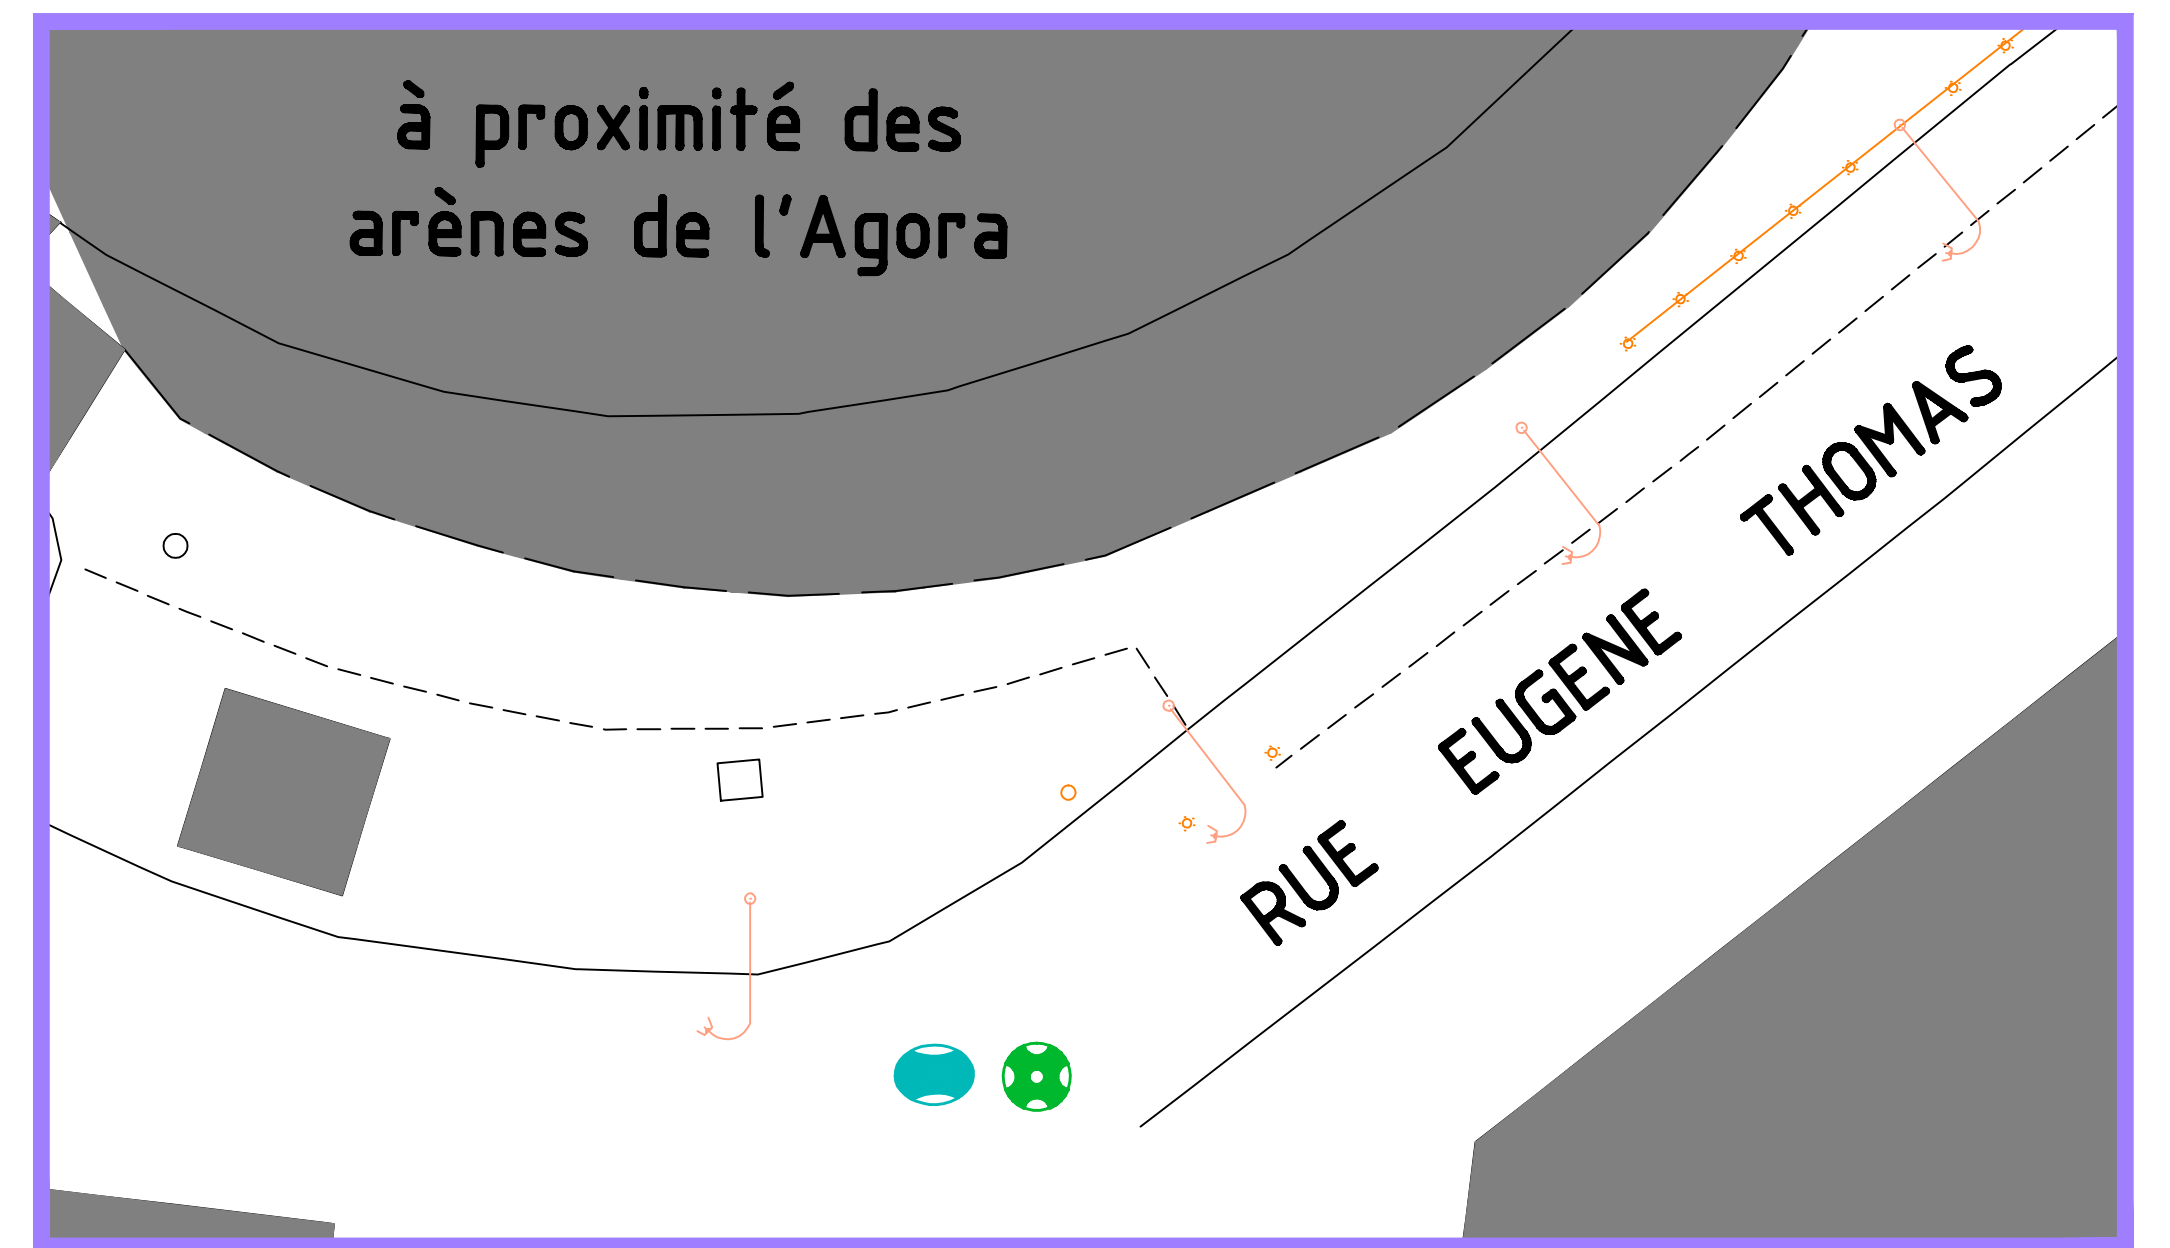 à proximité des
arènes de l'Agora
RUE EUGENE THOMAS